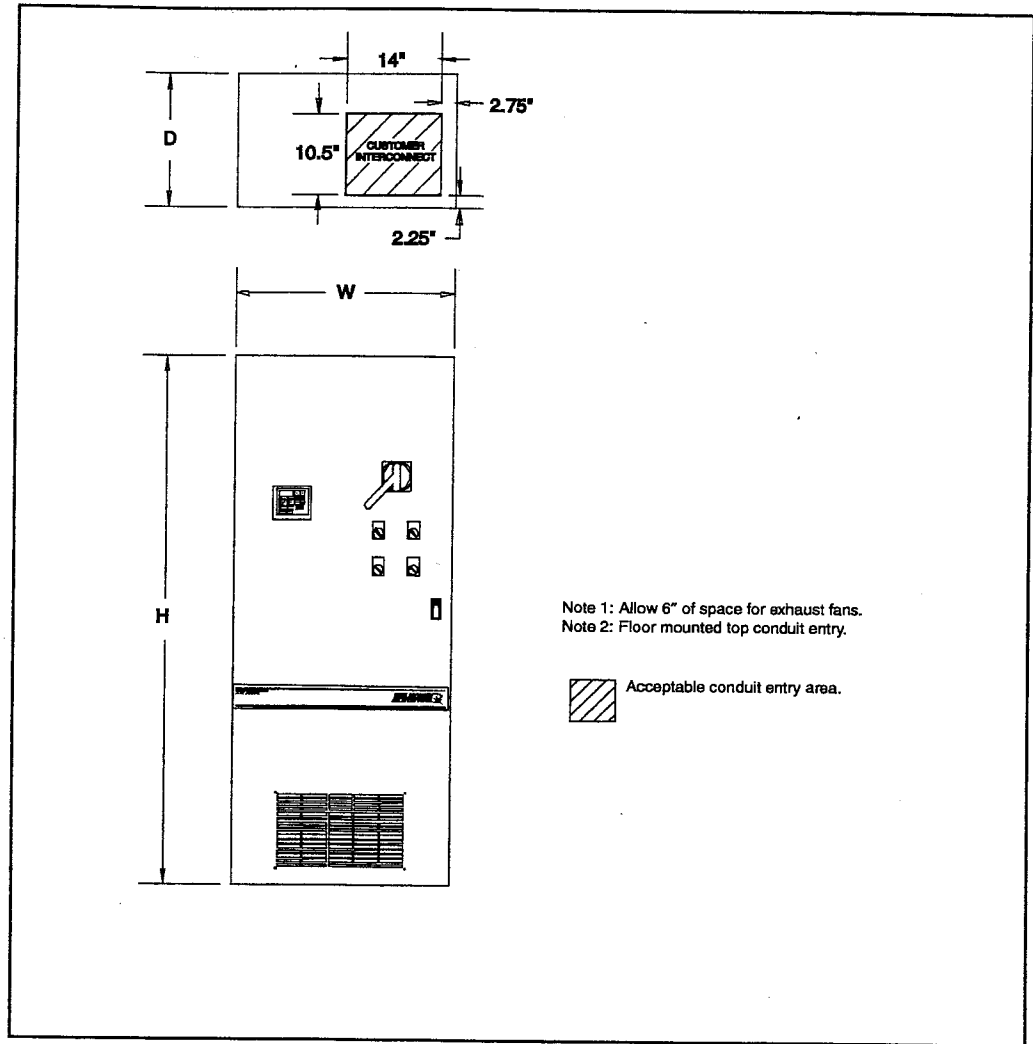 14"
2.75"
D
10.5"
CUSTOMER
INTERCONNECT
2.25"
W
H
Note 1: Allow 6″ of space for exhaust fans.
Note 2: Floor mounted top conduit entry.
Acceptable conduit entry area.